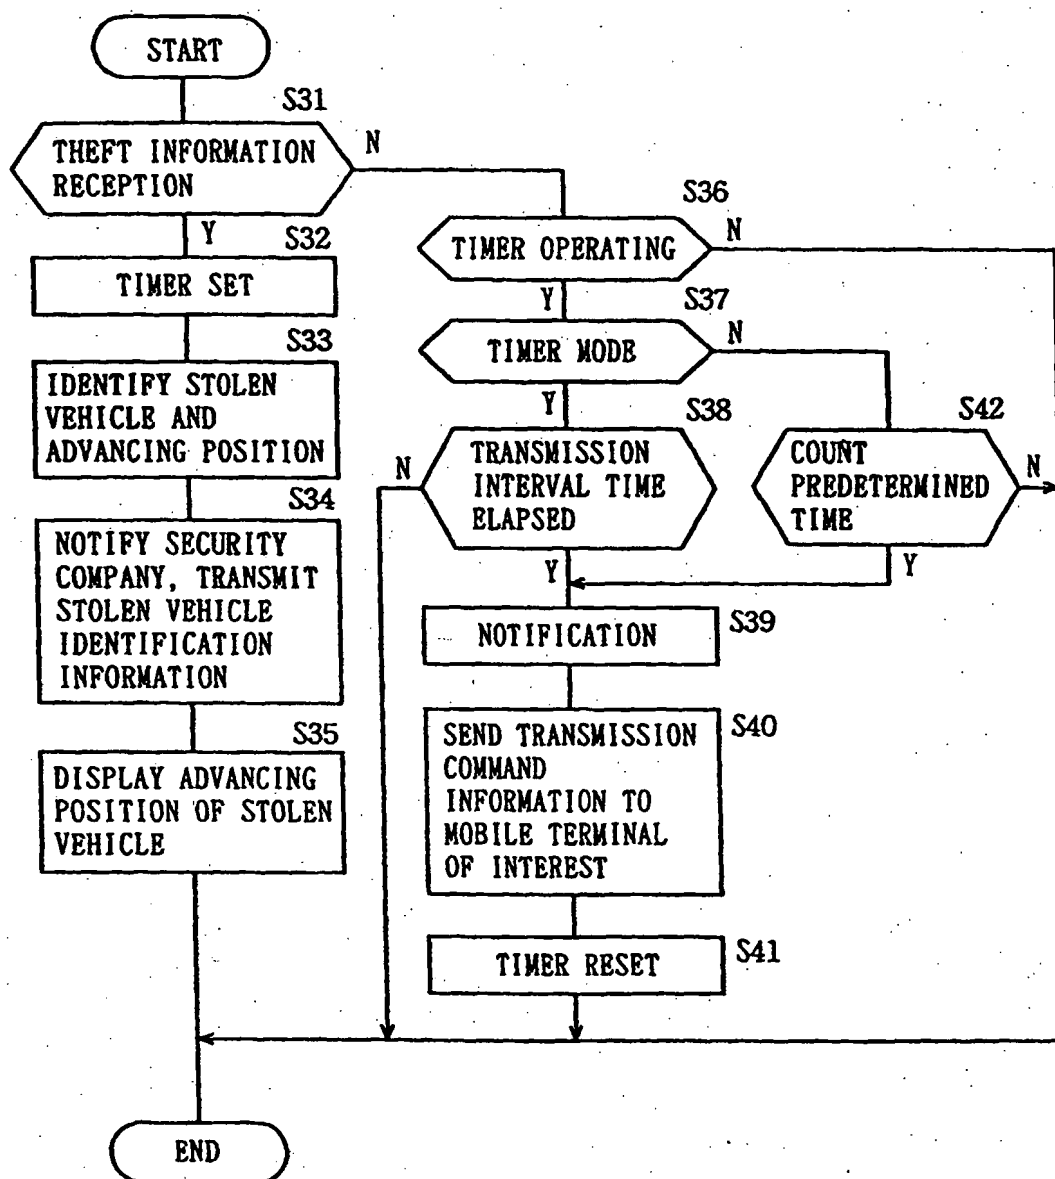 START
S31
THEFT INFORMATION
RECEPTION
N
Y
S32
TIMER SET
S33
IDENTIFY STOLEN
VEHICLE AND
ADVANCING POSITION
S34
NOTIFY SECURITY
COMPANY, TRANSMIT
STOLEN VEHICLE
IDENTIFICATION
INFORMATION
S35
DISPLAY ADVANCING
POSITION OF STOLEN
VEHICLE
S36
TIMER OPERATING
N
Y
S37
TIMER MODE
N
Y
S38
TRANSMISSION
INTERVAL TIME
ELAPSED
N
Y
S42
COUNT
PREDETERMINED
TIME
N
Y
S39
NOTIFICATION
S40
SEND TRANSMISSION
COMMAND
INFORMATION TO
MOBILE TERMINAL
OF INTEREST
S41
TIMER RESET
END